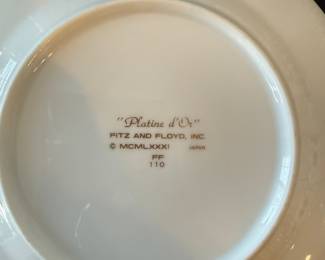 "Platine d'Or"
FITZ AND FLOYD, INC.
© MCMLXXXI JAPAN
FF
110